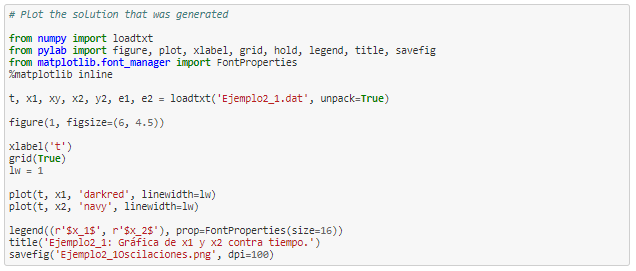 # Plot the solution that was generated
from numpy import loadtxt
from pylab import figure, plot, xlabel, grid, hold, legend, title, savefig
from matplotlib.font_manager import FontProperties
%matplotlib inline
t, x1, xy, x2, y2, e1, e2 = loadtxt('Ejemplo2_1.dat', unpack=True)
figure(1, figsize=(6, 4.5))
xlabel('t')
grid(True)
lw = 1
plot(t, x1, 'darkred', linewidth=lw)
plot(t, x2, 'navy', linewidth=lw)
legend((r'$x_1$', r'$x_2$'), prop=FontProperties(size=16))
title('Ejemplo2_1: Gráfica de x1 y x2 contra tiempo.')
savefig('Ejemplo2_1Oscilaciones.png', dpi=100)